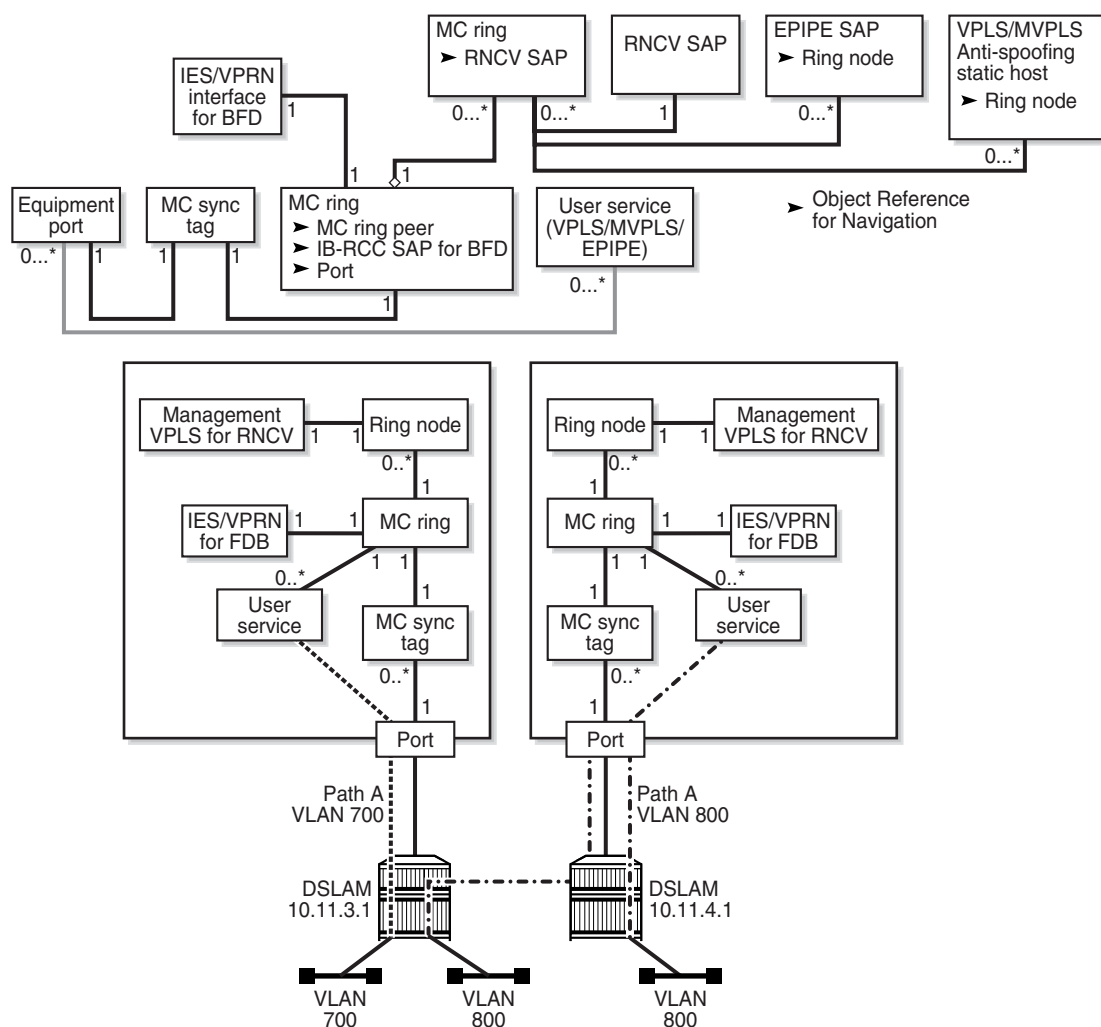 MC ring
➤ RNCV SAP
RNCV SAP
EPIPE SAP
➤ Ring node
VPLS/MVPLS
Anti-spoofing
static host
➤ Ring node
IES/VPRN
interface
for BFD
1
0...*
0...*
1
0...*
0...*
1
1
Equipment
port
MC sync
tag
MC ring
➤ MC ring peer
➤ IB-RCC SAP for BFD
➤ Port
User service
(VPLS/MVPLS/
EPIPE)
➤ Object Reference
for Navigation
0...*
1
1
1
1
0...*
Management
VPLS for RNCV
1
1
Ring node
0..*
1
IES/VPRN
for FDB
1
1
MC ring
1
1
0..*
1
User
service
MC sync
tag
0..*
1
Port
Ring node
1
1
Management
VPLS for RNCV
0..*
1
MC ring
1
1
IES/VPRN
for FDB
1
1
1
0..*
MC sync
tag
User
service
0..*
1
Port
Path A
VLAN 700
Path A
VLAN 800
DSLAM
10.11.3.1
DSLAM
10.11.4.1
VLAN
700
VLAN
800
VLAN
800